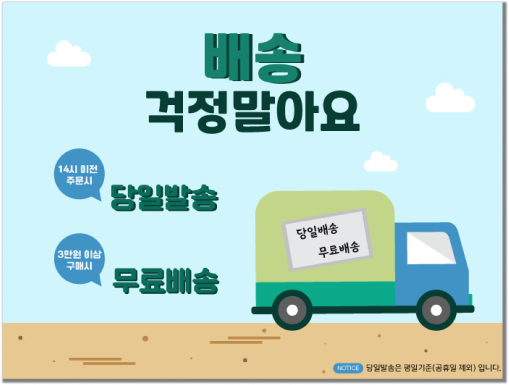 배송
걱정말아요
14시 이전
주문시
당일발송
3만원 이상
구매시
무료배송
당일배송
무료배송
NOTICE 당일발송은 평일기준(공휴일 제외) 입니다.